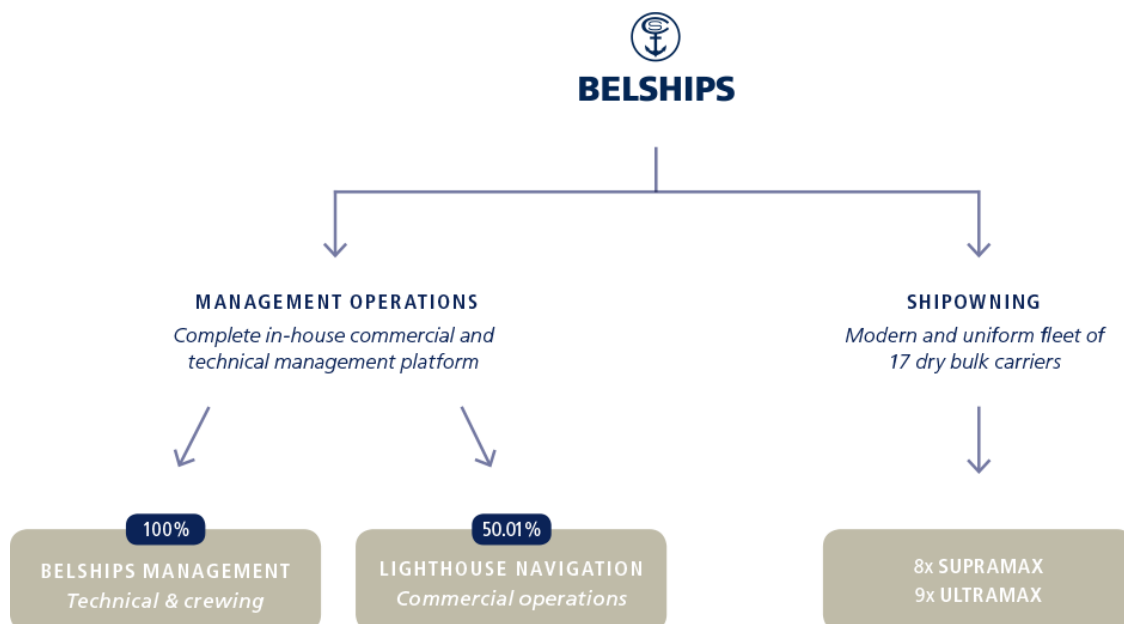 BELSHIPS
MANAGEMENT OPERATIONS
Complete in-house commercial and
technical management platform
SHIPOWNING
Modern and uniform fleet of
17 dry bulk carriers
100%
BELSHIPS MANAGEMENT
Technical & crewing
50.01%
LIGHTHOUSE NAVIGATION
Commercial operations
8x SUPRAMAX
9x ULTRAMAX